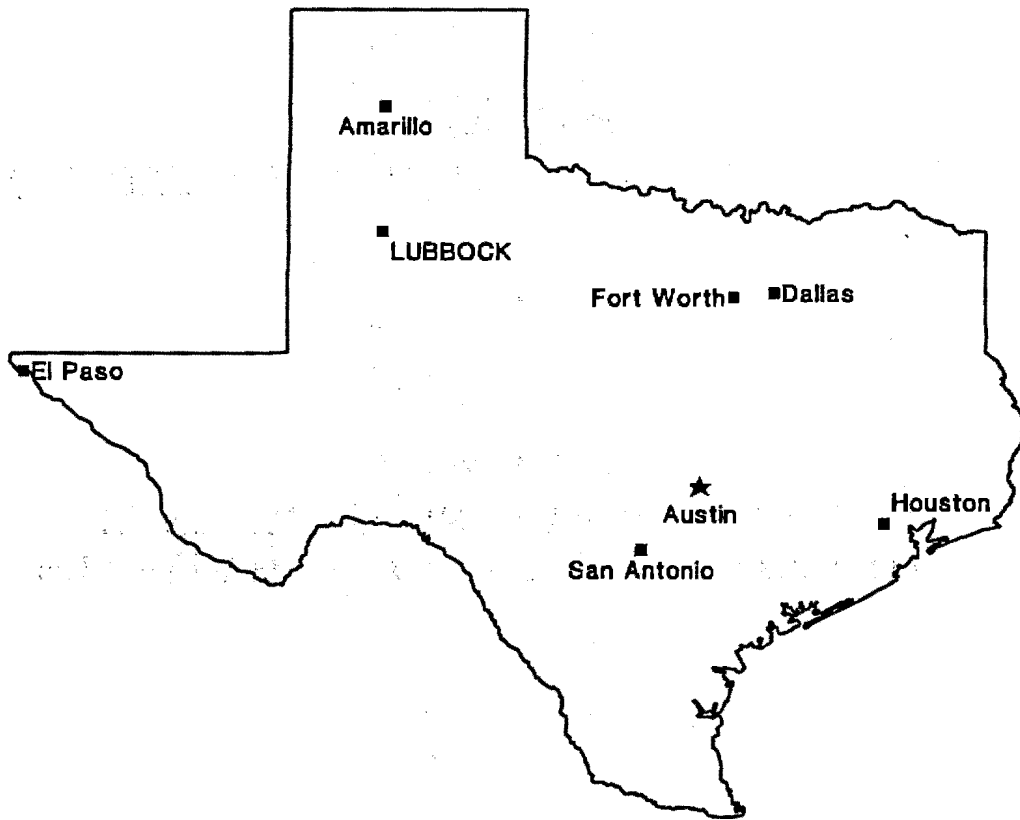 Amarillo
LUBBOCK
Fort Worth
Dallas
El Paso
Austin
Houston
San Antonio